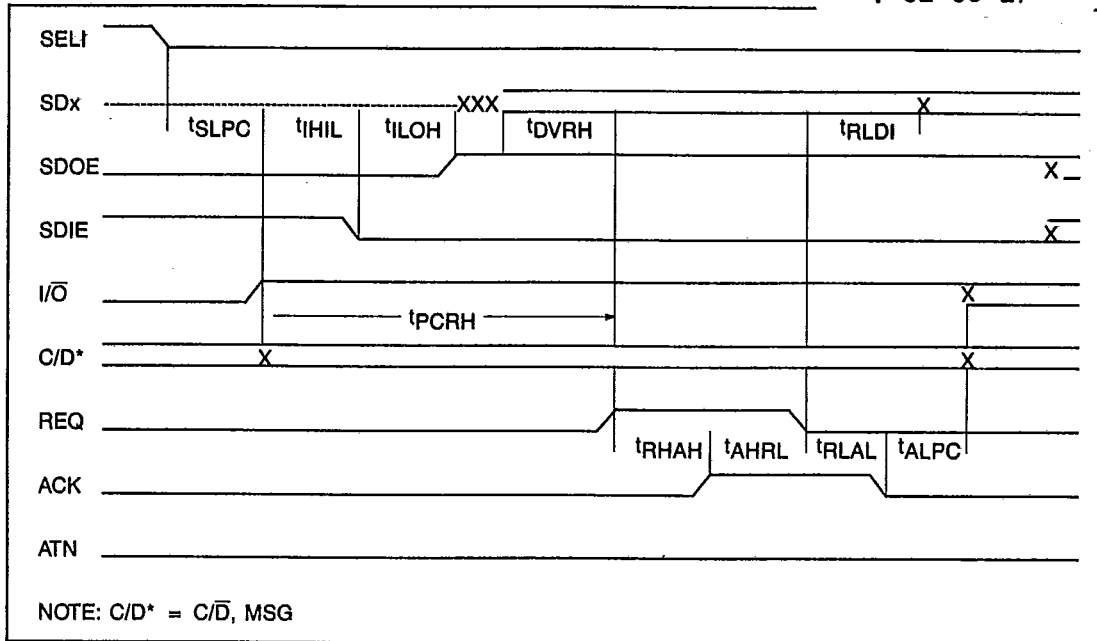 SELI
SDx XXX X
tSLPC tIHIL tILOH tDVRH tRLDI
SDOE X
SDIE X
I/O̅ X
tPCRH
C/D* X X
REQ
tRHAH tAHRL tRLAL tALPC
ACK
ATN
NOTE: C/D* = C/D̅, MSG